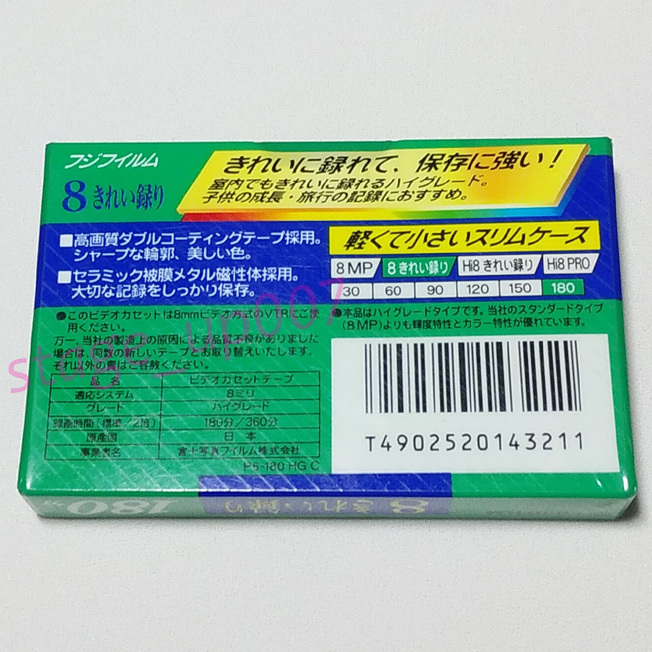 フジフイルム
8きれい録り
きれいに録れて、保存に強い!
室内でもきれいに録れるハイグレード。
子供の成長・旅行の記録におすすめ。
■高画質ダブルコーティングテープ採用。
シャープな輪郭、美しい色。
■セラミック被膜メタル磁性体採用。
大切な記録をしっかり保存。
軽くて小さいスリムケース
8MP 8きれい録り Hi8きれい録り Hi8PRO
30 60 90 120 150 180
●このビデオカセットは8mmビデオ方式のVTRにご使
用ください。
万一、当社の製造上の原因による品質不良がありました
場合は、同数の新しいテープとお取り替えいたします。
それ以外の責はご容赦ください。
●本品はハイグレードタイプです。当社のスタンダードタイプ
(8MP)よりも輝度特性とカラー特性が優れています。
品名 ビデオカセットテープ
適応システム 8ミリ
グレード ハイグレード
録画時間(標準/2倍) 180分/360分
原産国 日本
事業者名 富士写真フイルム株式会社
P5-180 HG C
T4902520143211
8きれい録り
180